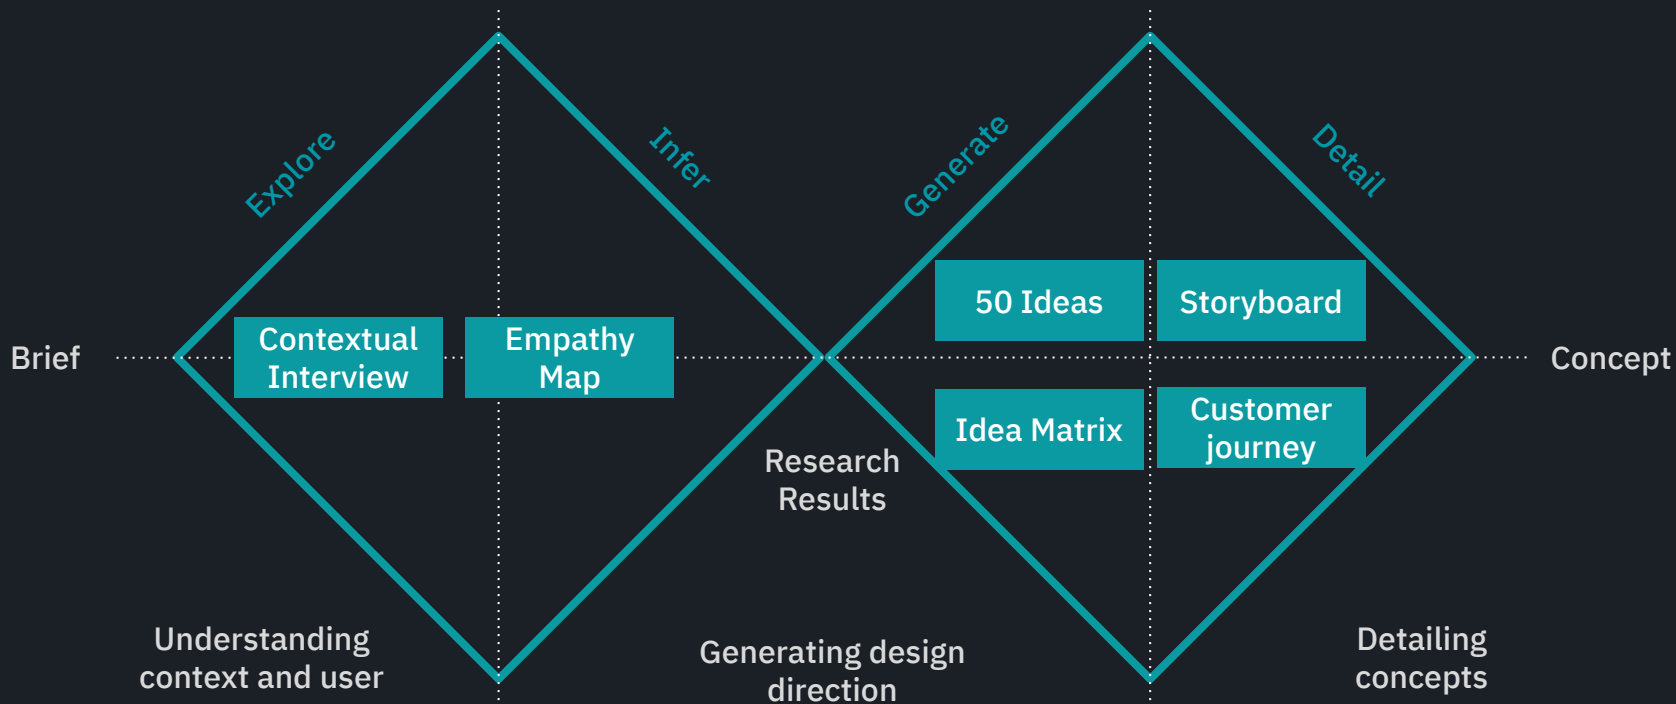 Explore
Infer
Generate
Detail
Brief
Contextual
Interview
Empathy
Map
50 Ideas
Storyboard
Idea Matrix
Customer
journey
Concept
Research
Results
Understanding
context and user
Generating design
direction
Detailing
concepts